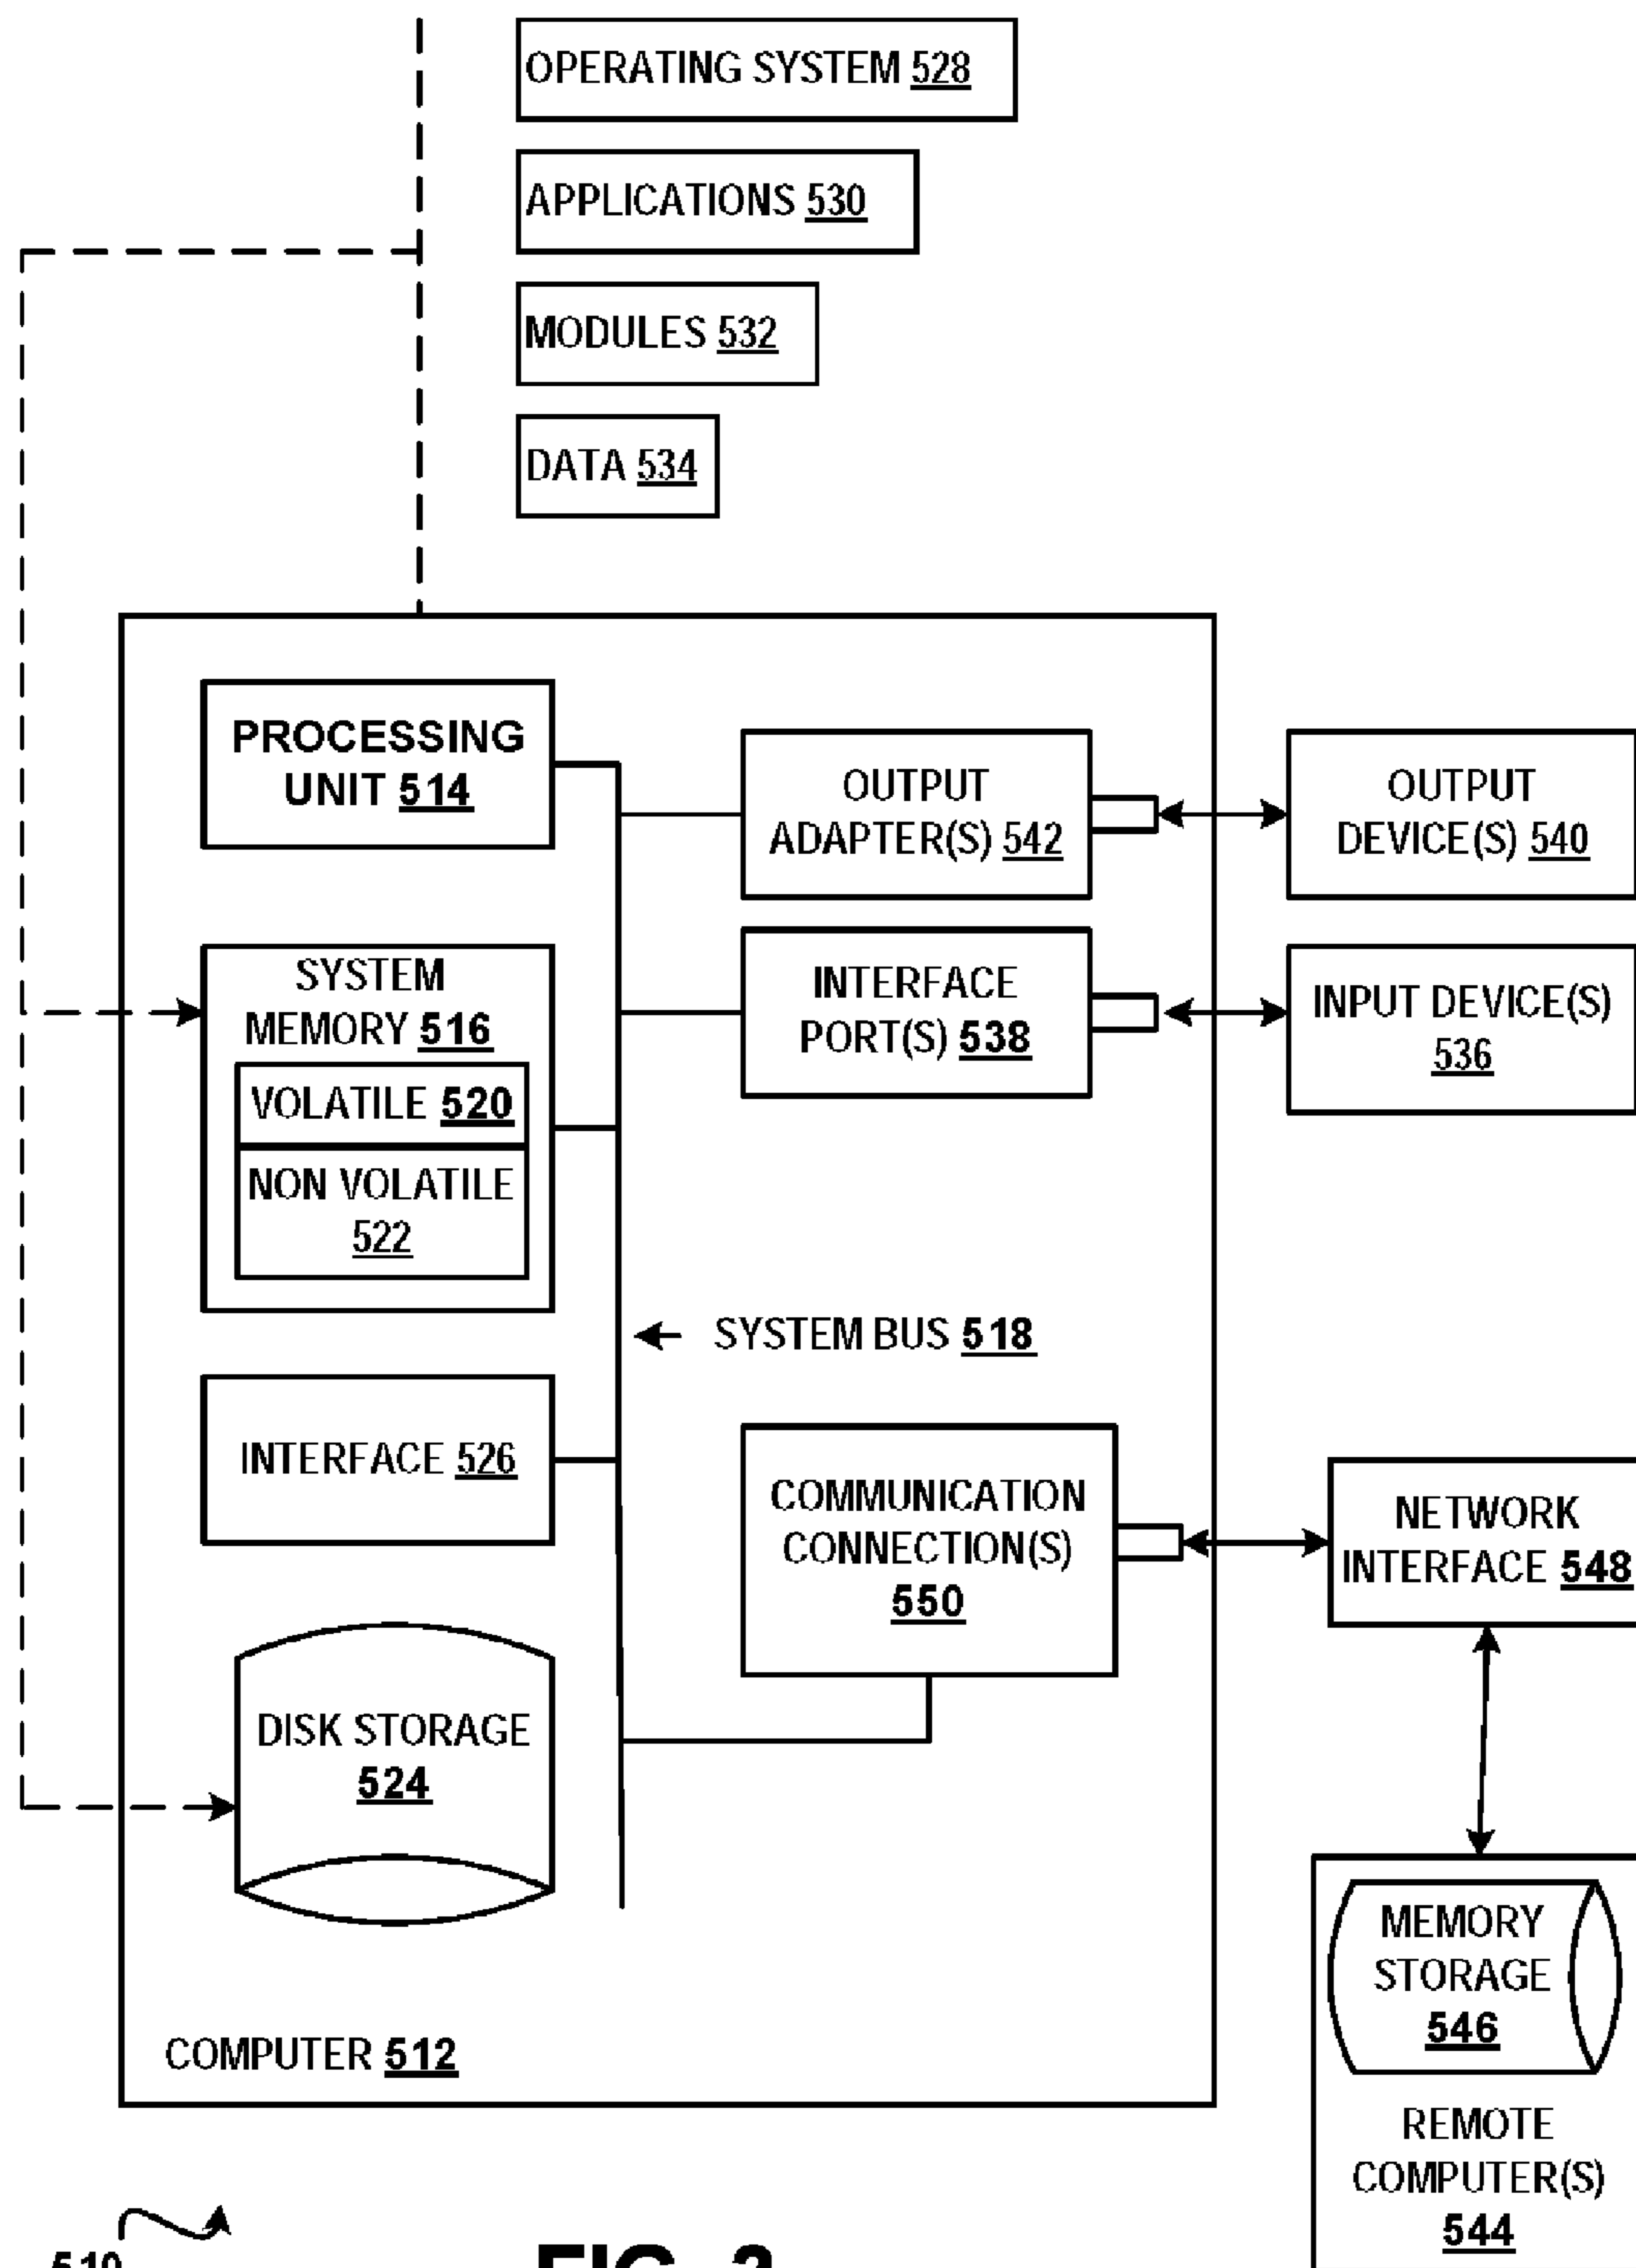 OPERATING SYSTEM 528
APPLICATIONS 530
MODULES 532
DATA 534
PROCESSING
UNIT 514
OUTPUT
ADAPTER(S) 542
OUTPUT
DEVICE(S) 540
SYSTEM
MEMORY 516
VOLATILE 520
NON VOLATILE
522
INTERFACE
PORT(S) 538
INPUT DEVICE(S)
536
SYSTEM BUS 518
INTERFACE 526
COMMUNICATION
CONNECTION(S)
550
NETWORK
INTERFACE 548
DISK STORAGE
524
MEMORY
STORAGE
546
REMOTE
COMPUTER(S)
544
COMPUTER 512